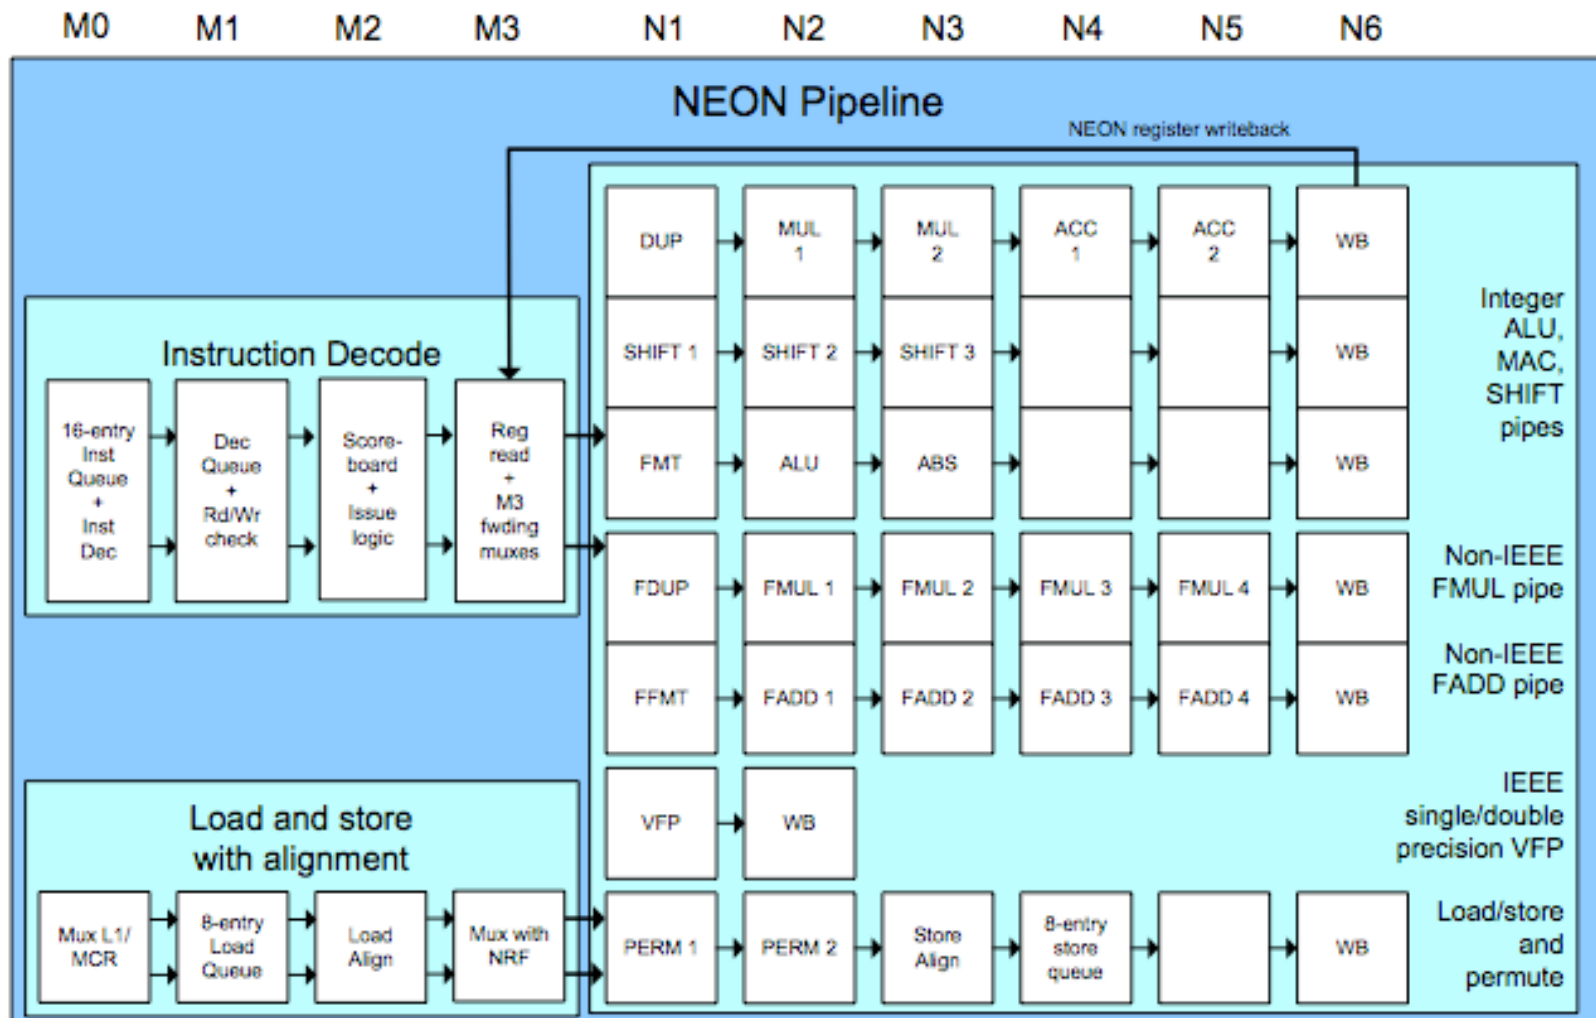 M0 M1 M2 M3 N1 N2 N3 N4 N5 N6
NEON Pipeline
NEON register writeback
DUP
MUL
1
MUL
2
ACC
1
ACC
2
WB
SHIFT 1
SHIFT 2
SHIFT 3
WB
FMT
ALU
ABS
WB
Integer
ALU,
MAC,
SHIFT
pipes
Instruction Decode
16-entry
Inst
Queue
+
Inst
Dec
Dec
Queue
+
Rd/Wr
check
Score-
board
+
Issue
logic
Reg
read
+
M3
fwding
muxes
FDUP
FMUL 1
FMUL 2
FMUL 3
FMUL 4
WB
Non-IEEE
FMUL pipe
FFMT
FADD 1
FADD 2
FADD 3
FADD 4
WB
Non-IEEE
FADD pipe
VFP
WB
IEEE
single/double
precision VFP
Load and store
with alignment
Mux L1/
MCR
8-entry
Load
Queue
Load
Align
Mux with
NRF
PERM 1
PERM 2
Store
Align
8-entry
store
queue
WB
Load/store
and
permute